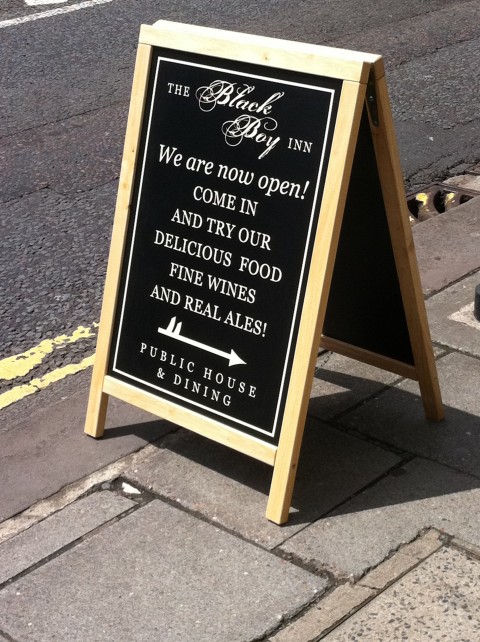 THE Black
Boy INN
We are now open!
COME IN
AND TRY OUR
DELICIOUS FOOD
FINE WINES
AND REAL ALES!
PUBLIC HOUSE
& DINING